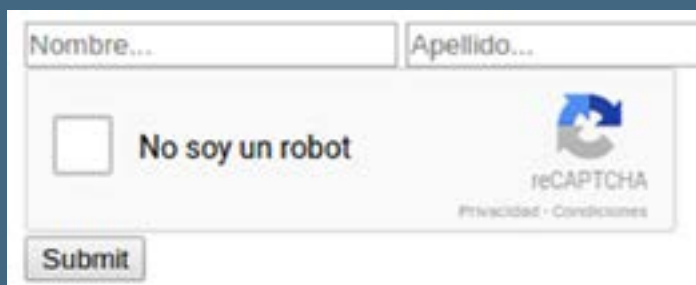 Nombre... Apellido...
No soy un robot
reCAPTCHA
Privacidad - Condiciones
Submit